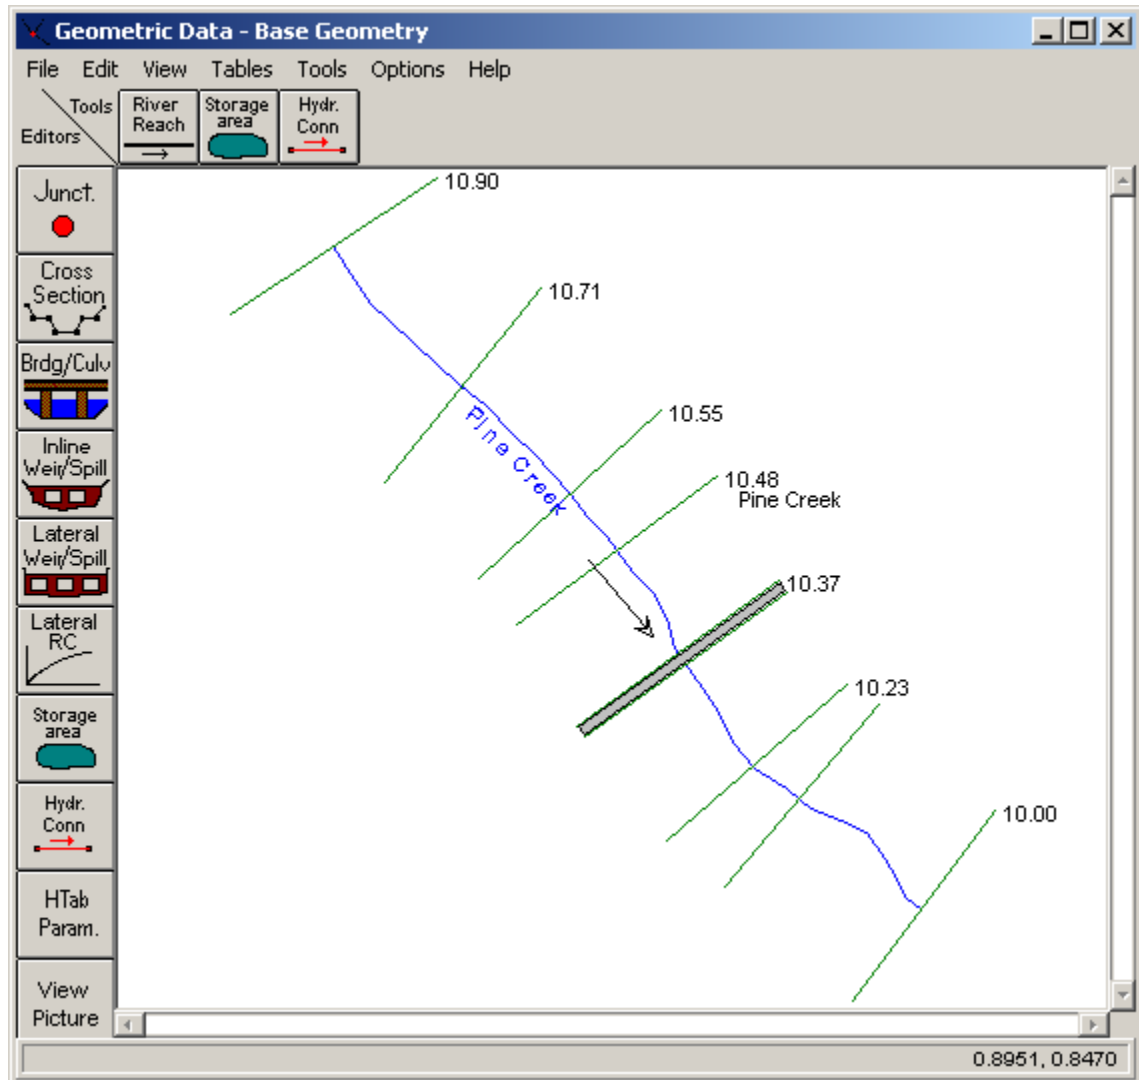 Geometric Data - Base Geometry
File Edit View Tables Tools Options Help
Tools
Editors
River Reach
Storage area
Hydr. Conn
Junct.
Cross Section
Brdg/Culv
Inline Weir/Spill
Lateral Weir/Spill
Lateral RC
Storage area
Hydr. Conn
HTab Param.
View Picture
10.90
10.71
Pine Creek
10.55
10.48
Pine Creek
10.37
10.23
10.00
0.8951, 0.8470